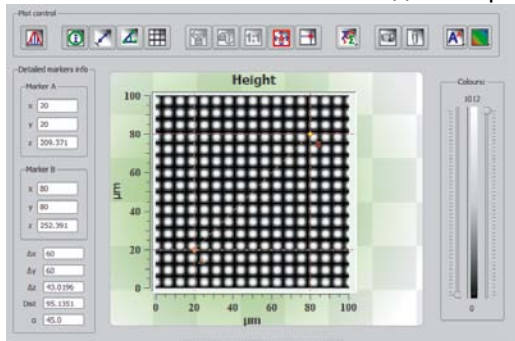 Plot control
Detailed markers info
Marker A
x 20
y 20
z 209.371
Marker B
x 80
y 80
z 252.391
Δx 60
Δy 60
Δz 43.0196
Dist 95.1351
α 45.0
Height
100
80
60
40
20
0
µm
0 20 40 60 80 100
µm
Colours:
1012
0